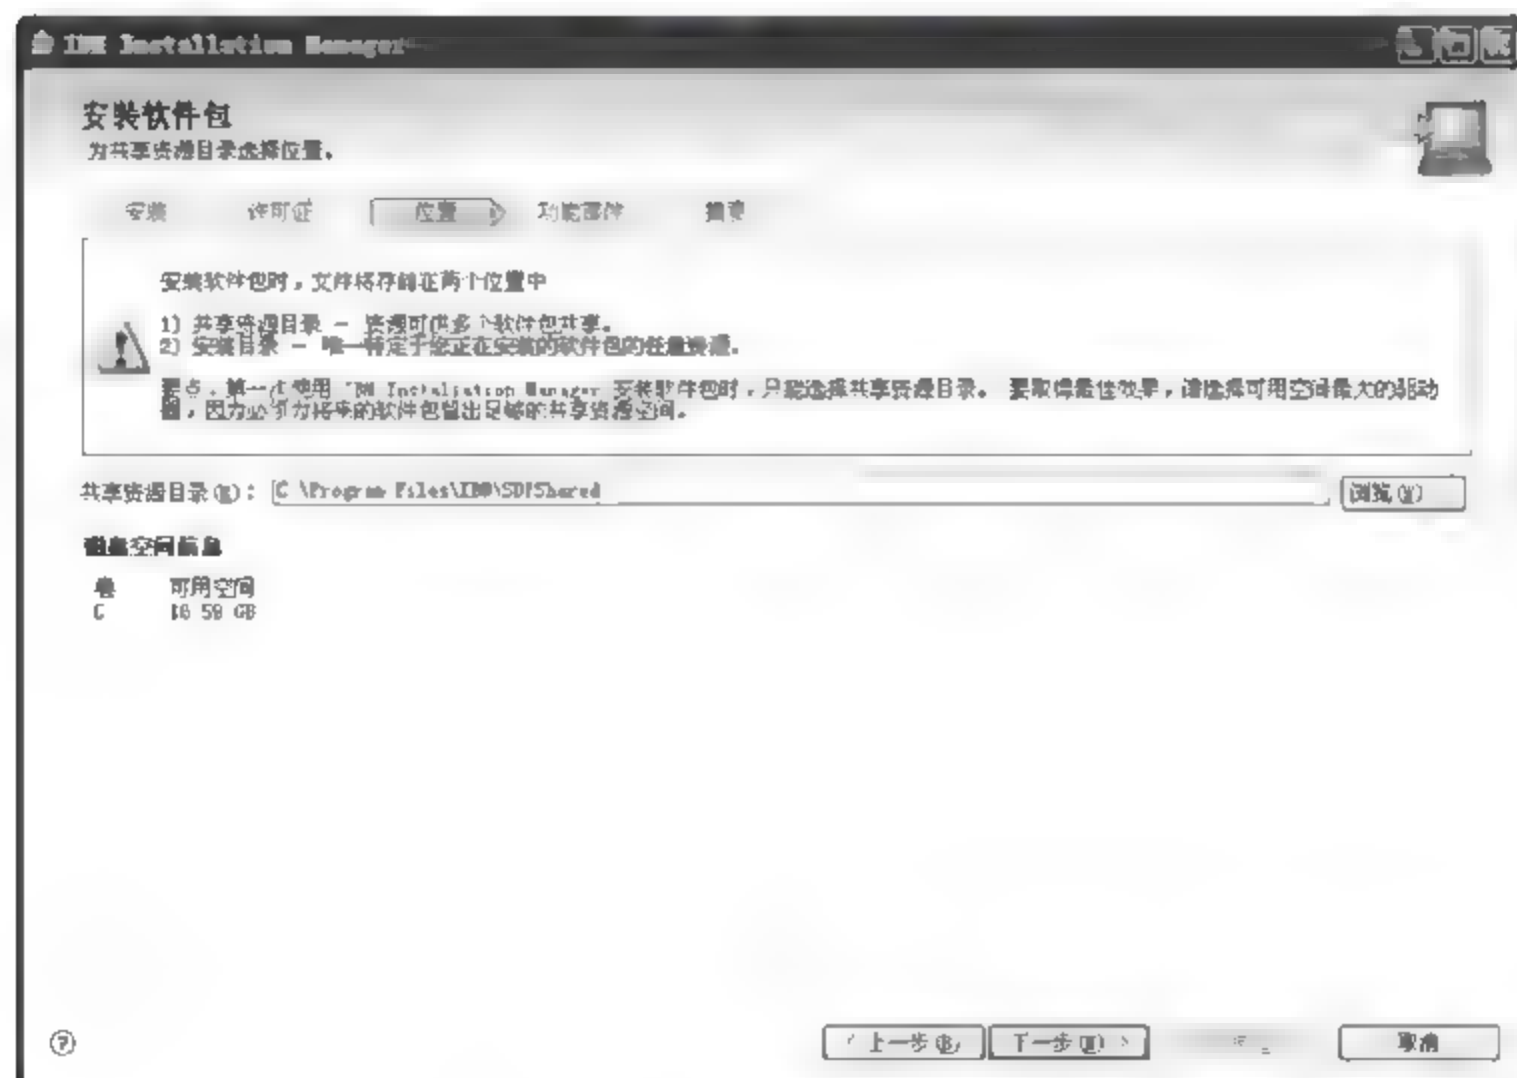 IBM Installation Manager
安装软件包
为共享资源目录选择位置。
安装 许可证 位置 功能部件 摘要
安装软件包时,文件将存储在两个位置中
1) 共享资源目录 - 资源可供多个软件包共享。
2) 安装目录 - 唯一特定于您正在安装的软件包的任量资源。
要点:第一次使用 IBM Installation Manager 安装软件包时,只能选择共享资源目录。 要取得最佳效果,请选择可用空间最大的驱动
器,因为必须为将来的软件包留出足够的共享资源空间。
共享资源目录 : C \Program Files\IBM\SDPShared 浏览
磁盘空间信息
卷 可用空间
C 16 59 GB
< 上一步(B) 下一步(N) > 取消